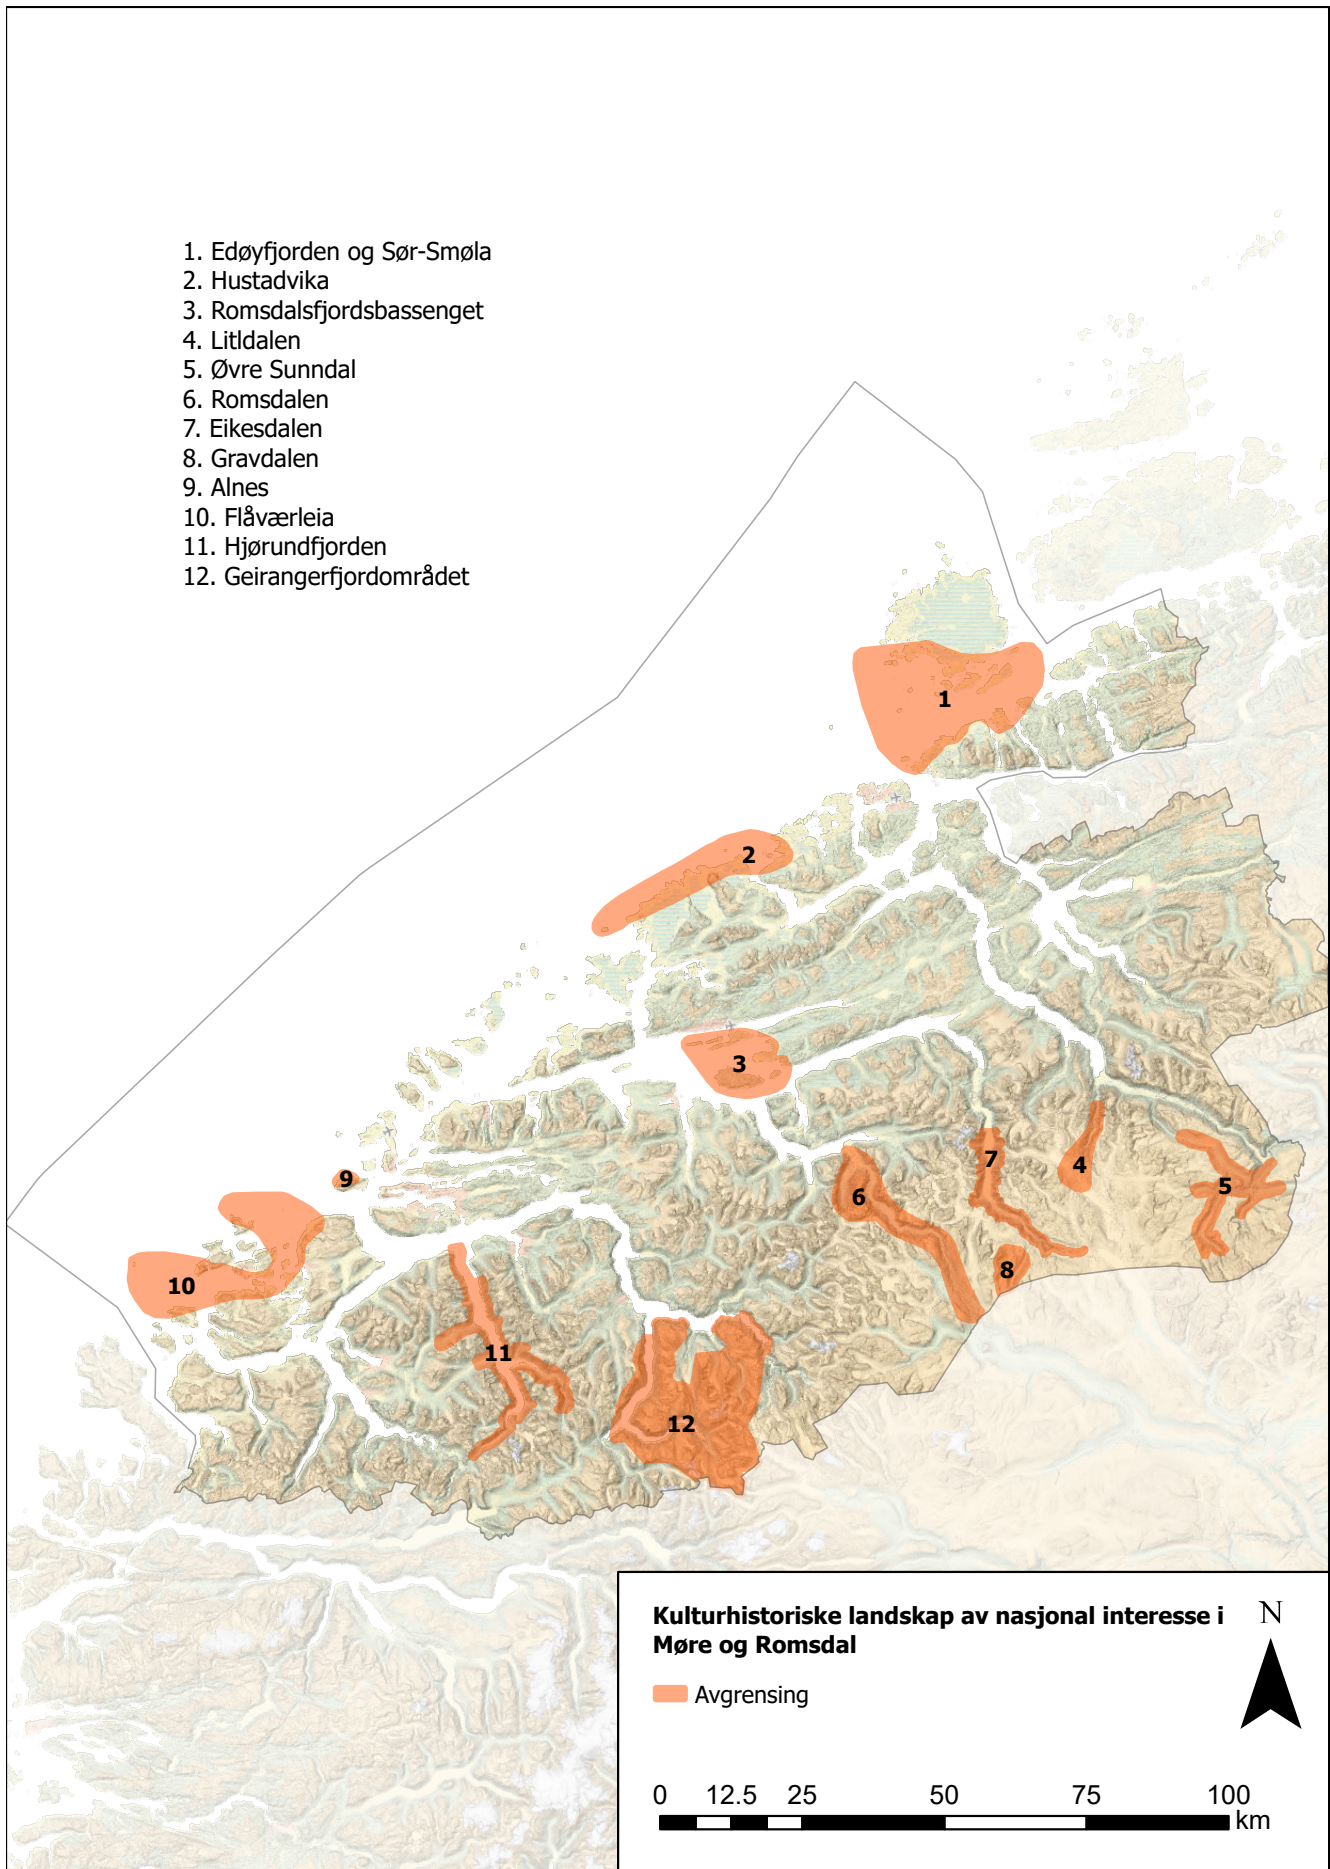 1. Edøyfjorden og Sør-Smøla
2. Hustadvika
3. Romsdalsfjordsbassenget
4. Litldalen
5. Øvre Sunndal
6. Romsdalen
7. Eikesdalen
8. Gravdalen
9. Alnes
10. Flåværleia
11. Hjørundfjorden
12. Geirangerfjordområdet
1
2
3
9
7
4
5
6
10
8
11
12
Kulturhistoriske landskap av nasjonal interesse i
Møre og Romsdal
N
Avgrensing
0 12.5 25 50 75 100
km